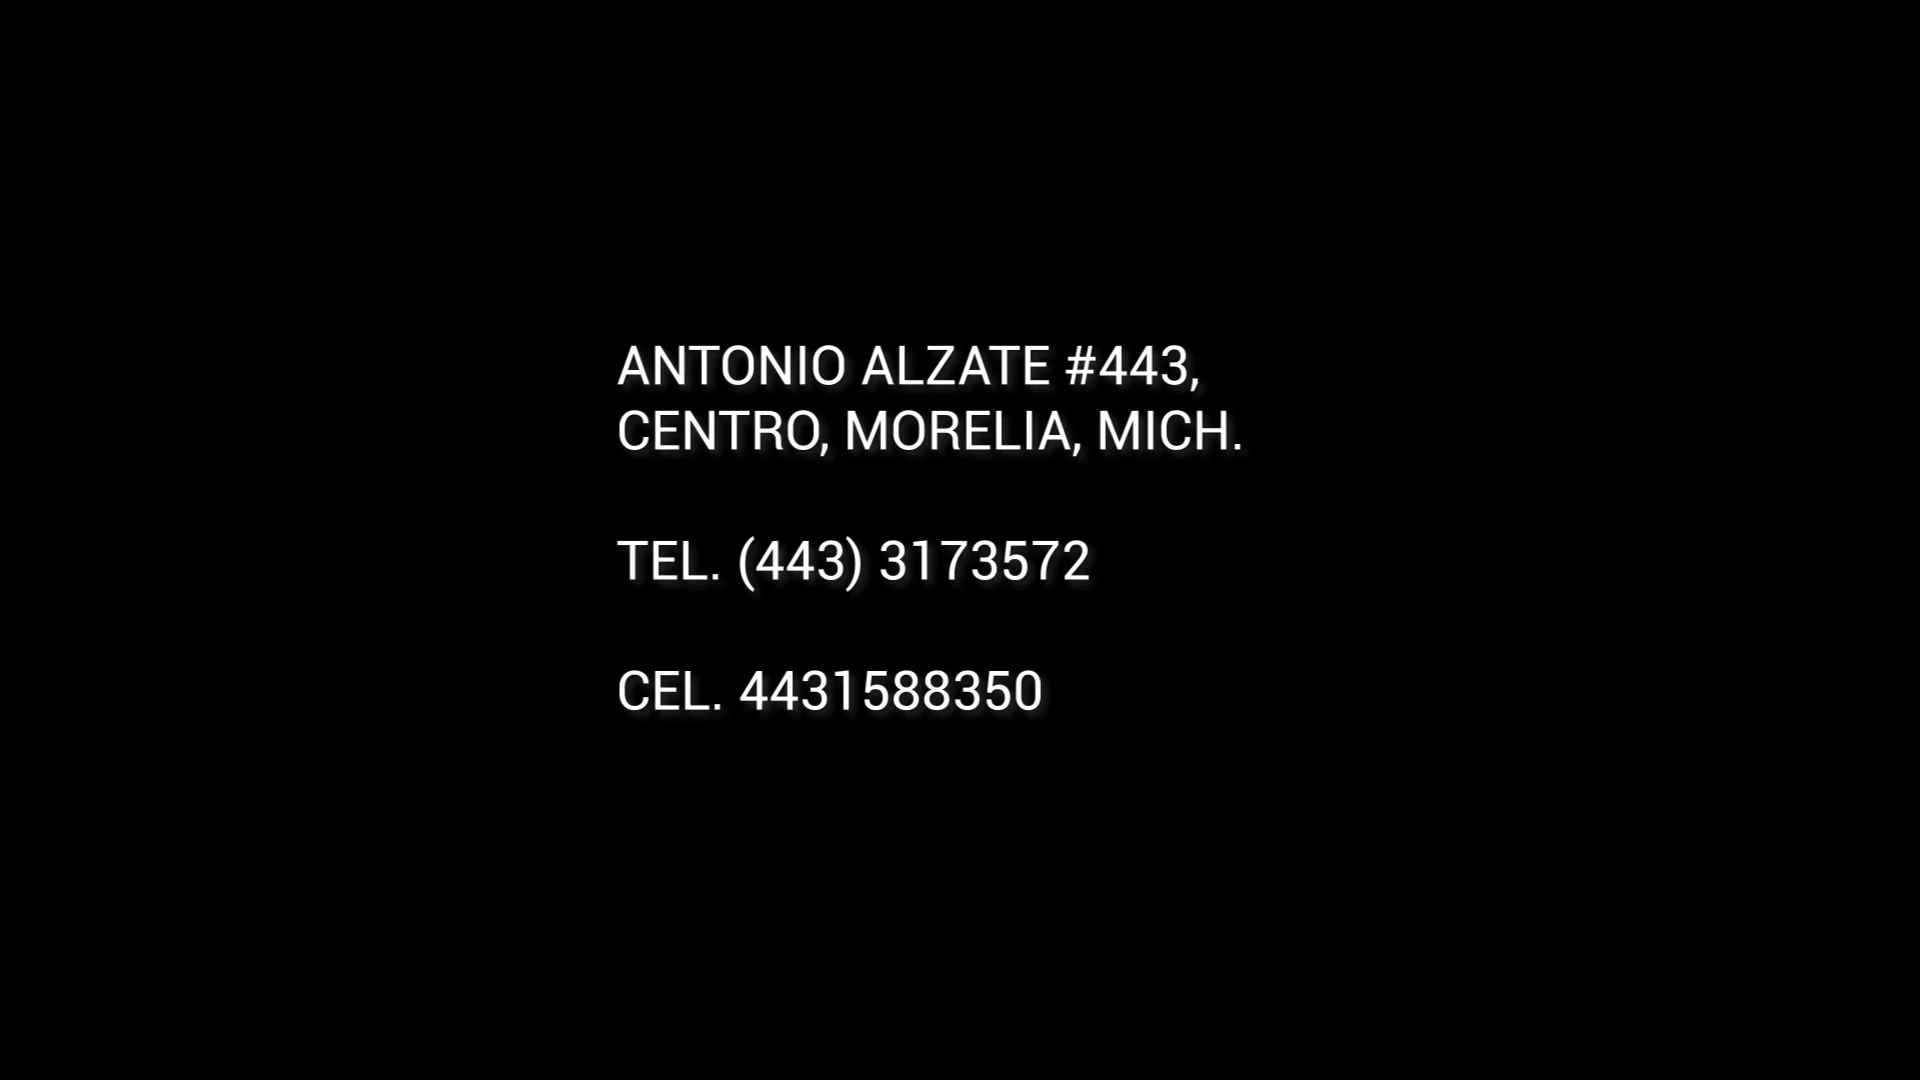 ANTONIO ALZATE #443,
CENTRO, MORELIA, MICH.
TEL. (443) 3173572
CEL. 4431588350